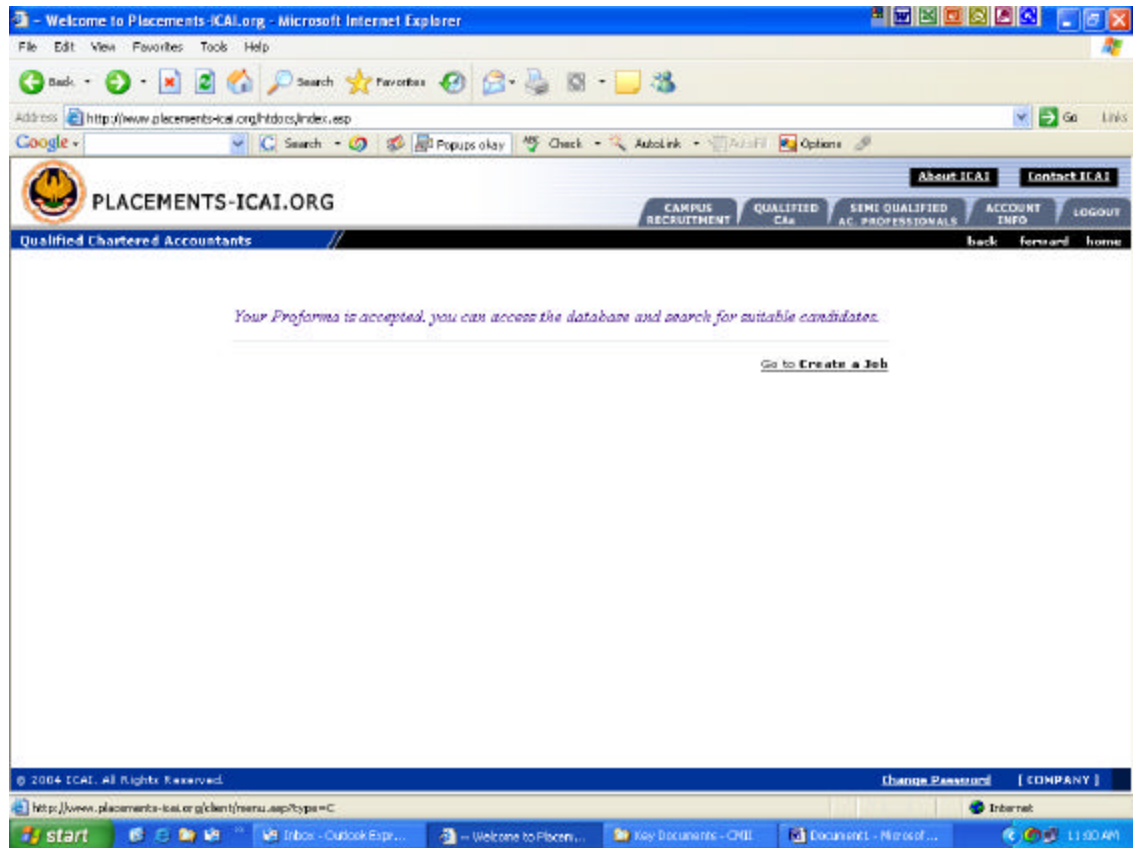 – Welcome to Placements-ICAI.org - Microsoft Internet Explorer
File Edit View Favorites Tools Help
Back Search Favorites
Address http://www.placements-icai.org/htdocs/index.asp Go Links
Google Search Popups okay Check AutoLink AutoFill Options
About ICAI Contact ICAI
PLACEMENTS-ICAI.ORG
CAMPUS RECRUITMENT QUALIFIED CAs SEMI QUALIFIED AC. PROFESSIONALS ACCOUNT INFO LOGOUT
Qualified Chartered Accountants back forward home
Your Proforma is accepted, you can access the database and search for suitable candidates.
Go to Create a Job
© 2004 ICAI. All Rights Reserved. Change Password [ COMPANY ]
http://www.placements-icai.org/client/menu.asp?type=C Internet
start Inbox - Outlook Expr... – Welcome to Placem... Key Documents - CMII Document1 - Microsof... 11:00 AM